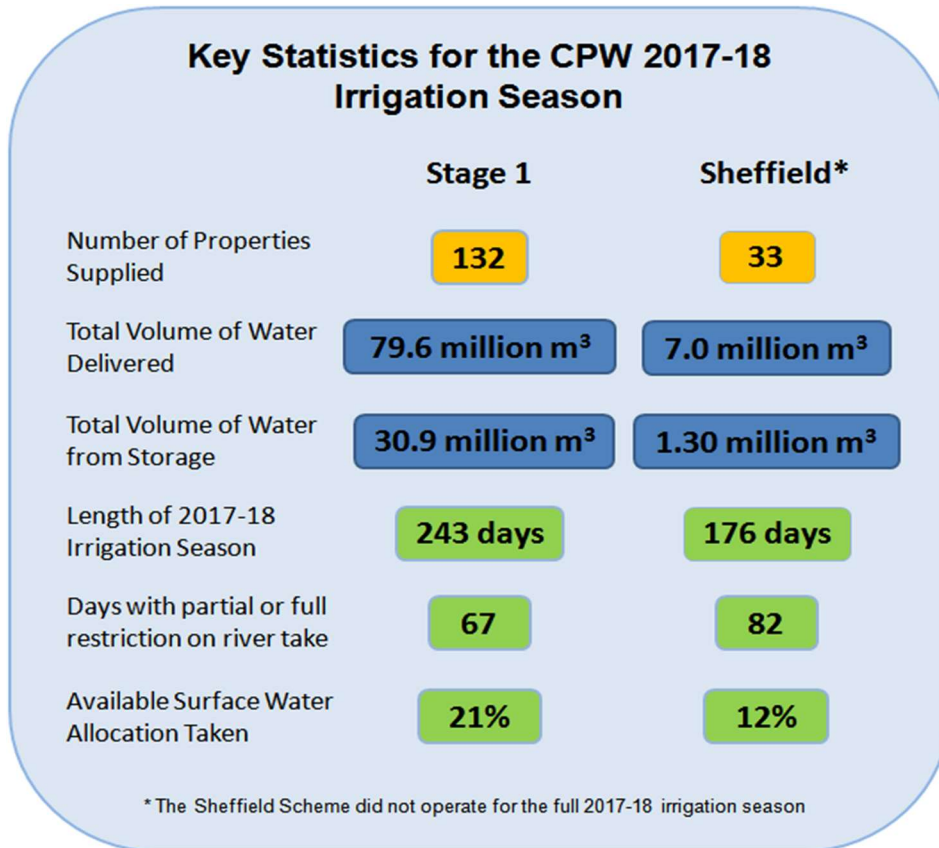 Key Statistics for the CPW 2017-18
Irrigation Season
Stage 1 Sheffield*
Number of Properties
Supplied
132 33
Total Volume of Water
Delivered
79.6 million m³ 7.0 million m³
Total Volume of Water
from Storage
30.9 million m³ 1.30 million m³
Length of 2017-18
Irrigation Season
243 days 176 days
Days with partial or full
restriction on river take
67 82
Available Surface Water
Allocation Taken
21% 12%
* The Sheffield Scheme did not operate for the full 2017-18 irrigation season